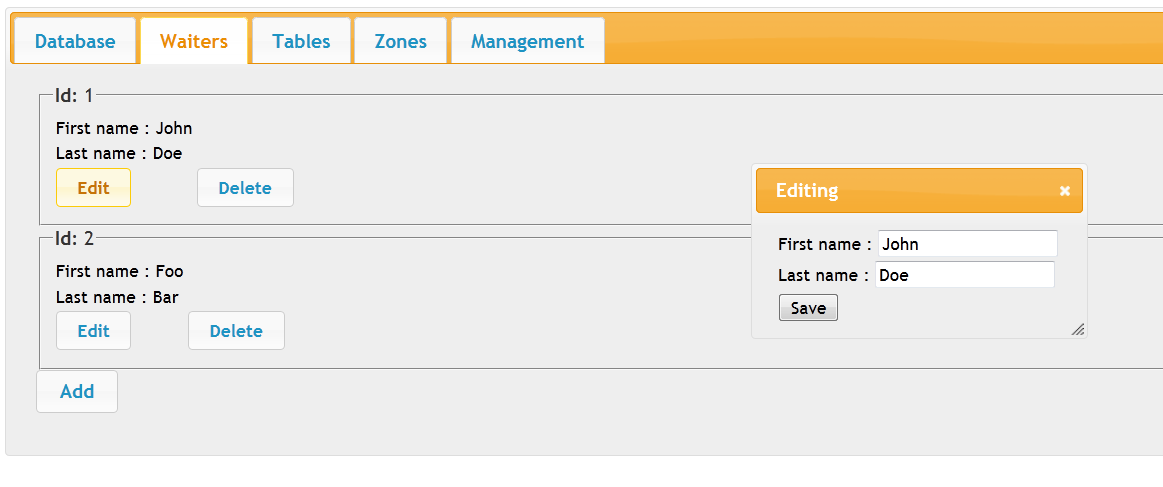 Database Waiters Tables Zones Management
Id: 1
First name : John
Last name : Doe
Edit Delete
Id: 2
First name : Foo
Last name : Bar
Edit Delete
Add
Editing
First name : John
Last name : Doe
Save